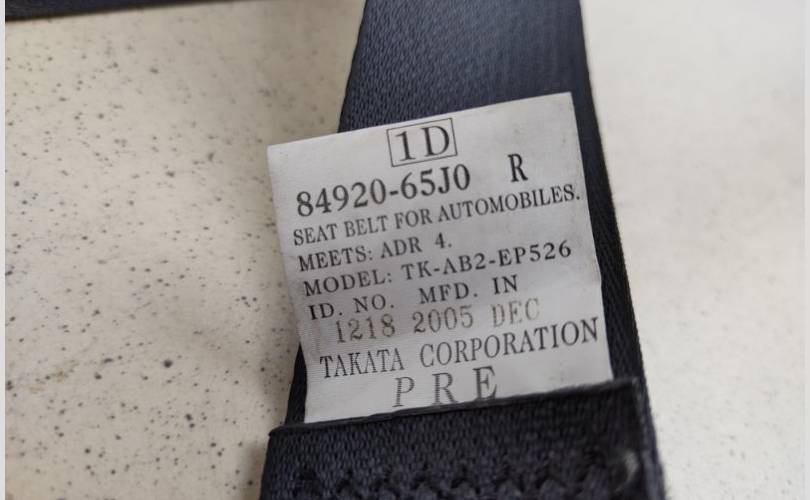 1D
84920-65J0 R
SEAT BELT FOR AUTOMOBILES.
MEETS: ADR 4.
MODEL: TK-AB2-EP526
ID. NO. MFD. IN
1218 2005 DEC
TAKATA CORPORATION
PRE